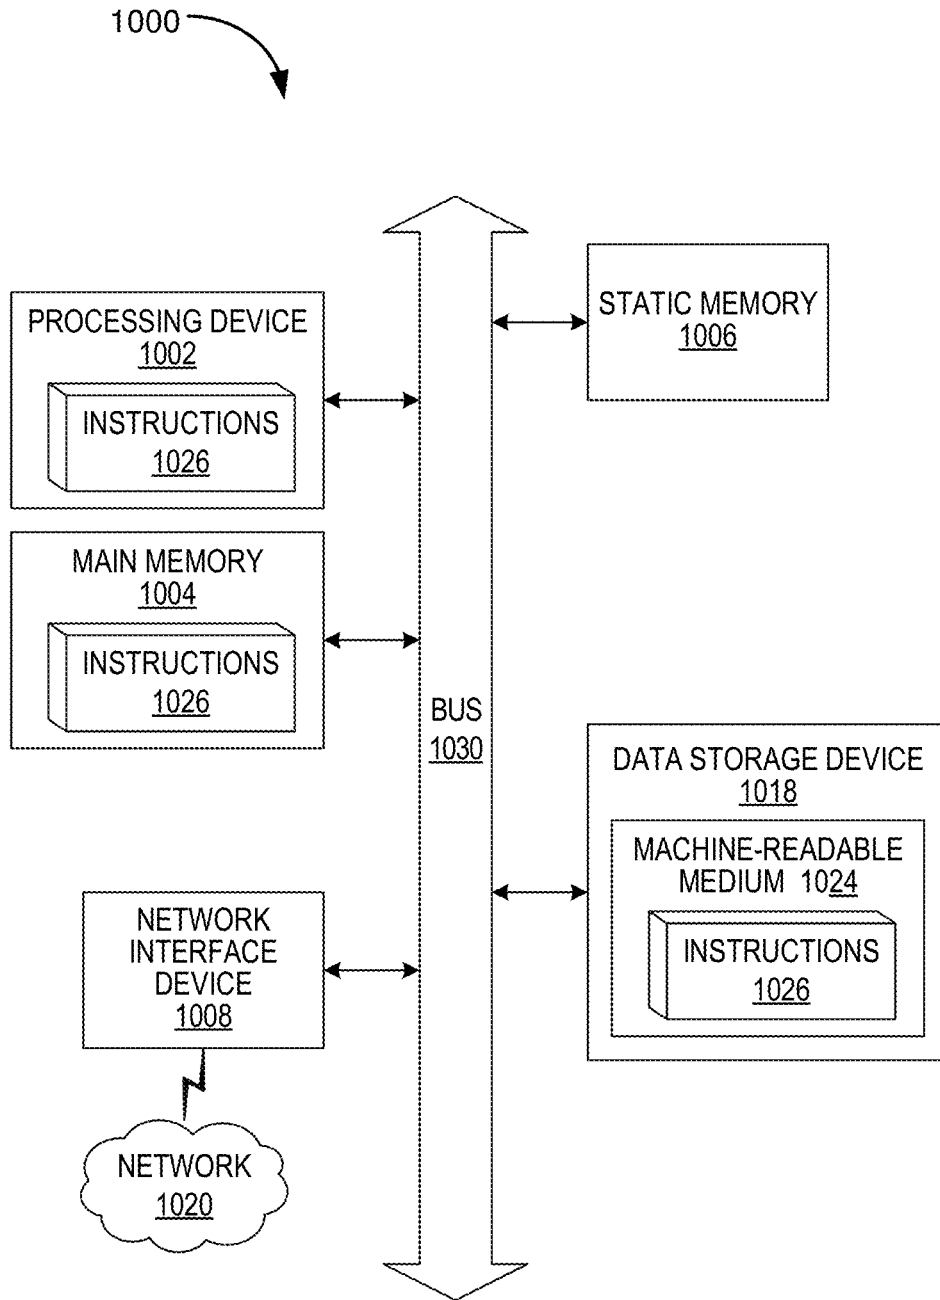 1000
PROCESSING DEVICE
1002
INSTRUCTIONS
1026
MAIN MEMORY
1004
INSTRUCTIONS
1026
NETWORK
INTERFACE
DEVICE
1008
NETWORK
1020
BUS
1030
STATIC MEMORY
1006
DATA STORAGE DEVICE
1018
MACHINE-READABLE
MEDIUM 1024
INSTRUCTIONS
1026